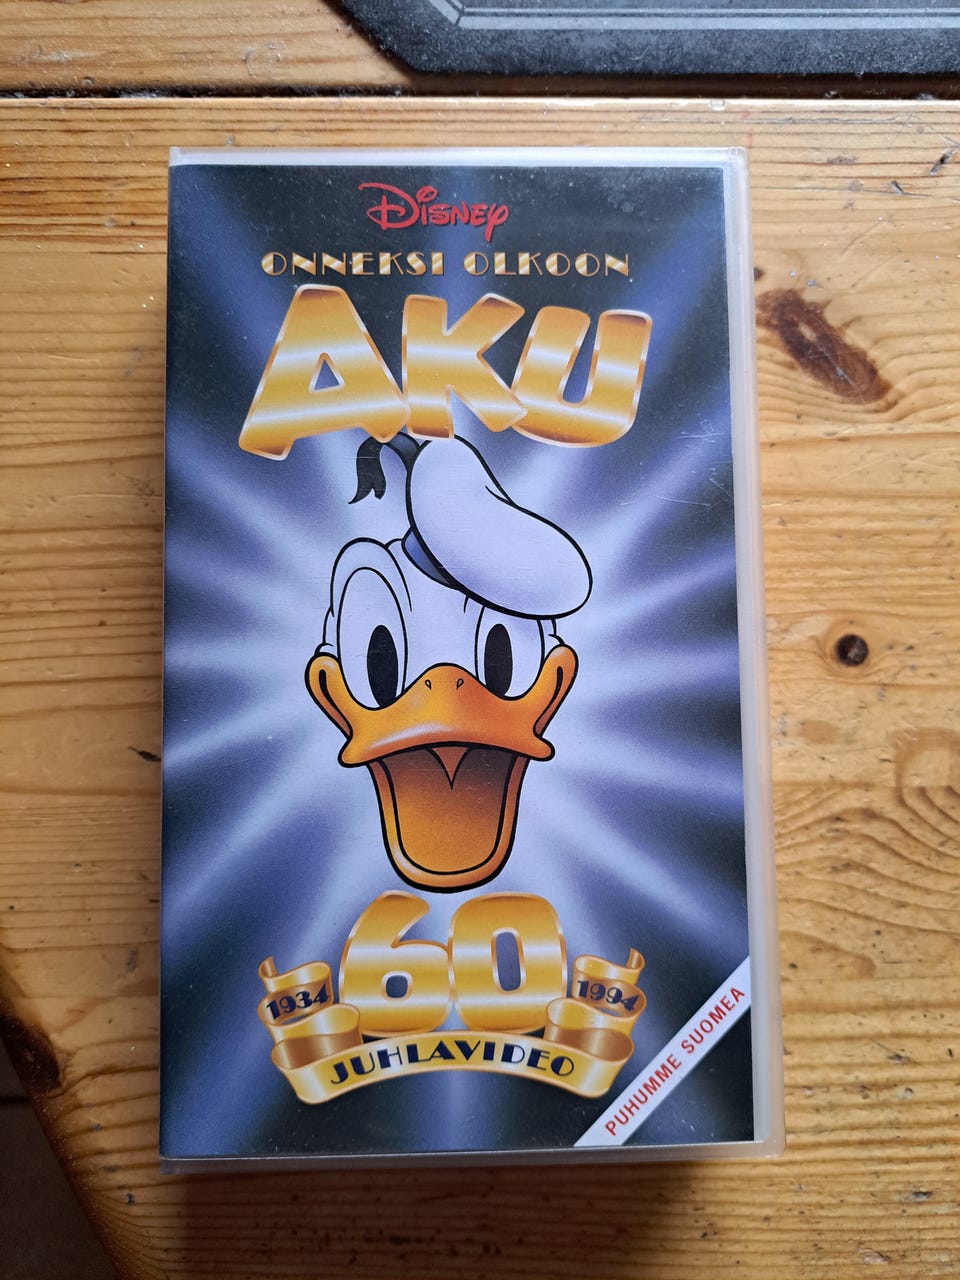 Disney
ONNEKSI OLKOON
AKU
60
1934
1994
JUHLAVIDEO
PUHUMME SUOMEA